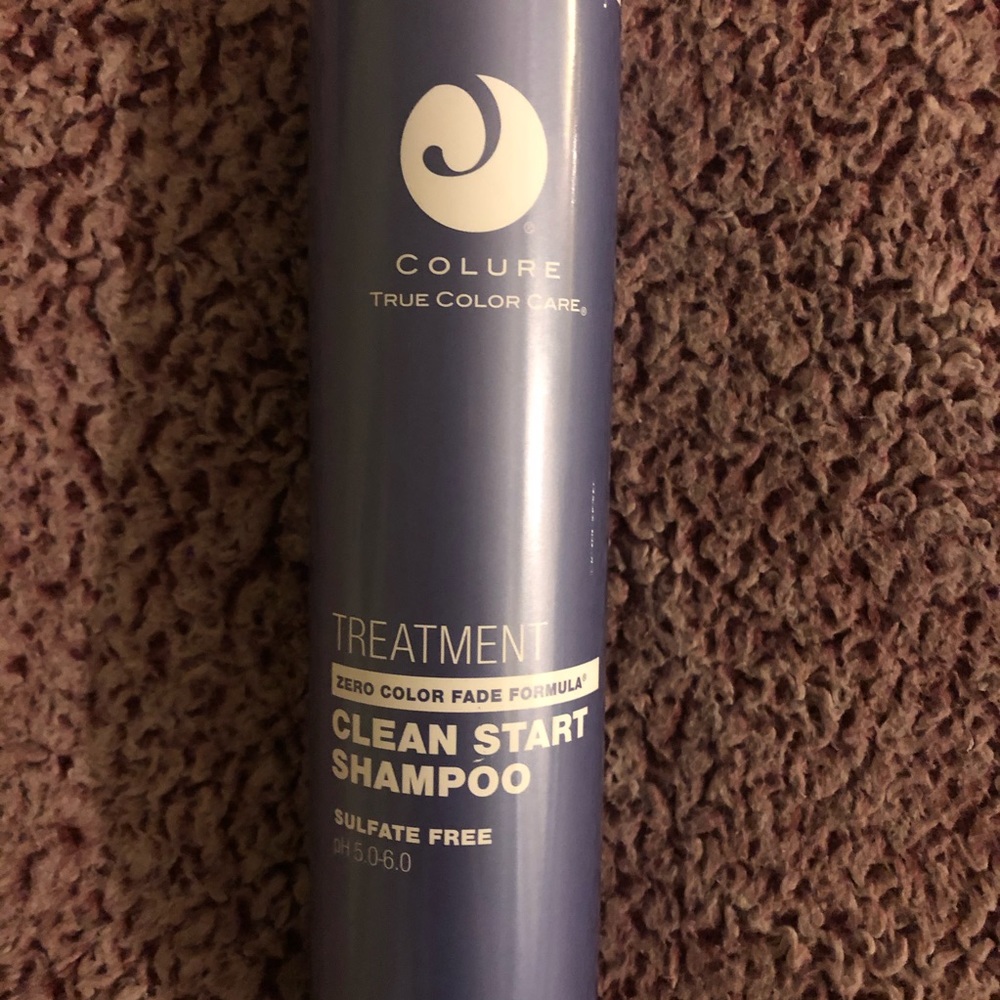 COLURE
TRUE COLOR CARE®
TREATMENT
ZERO COLOR FADE FORMULA®
CLEAN START
SHAMPOO
SULFATE FREE
pH 5.0-6.0